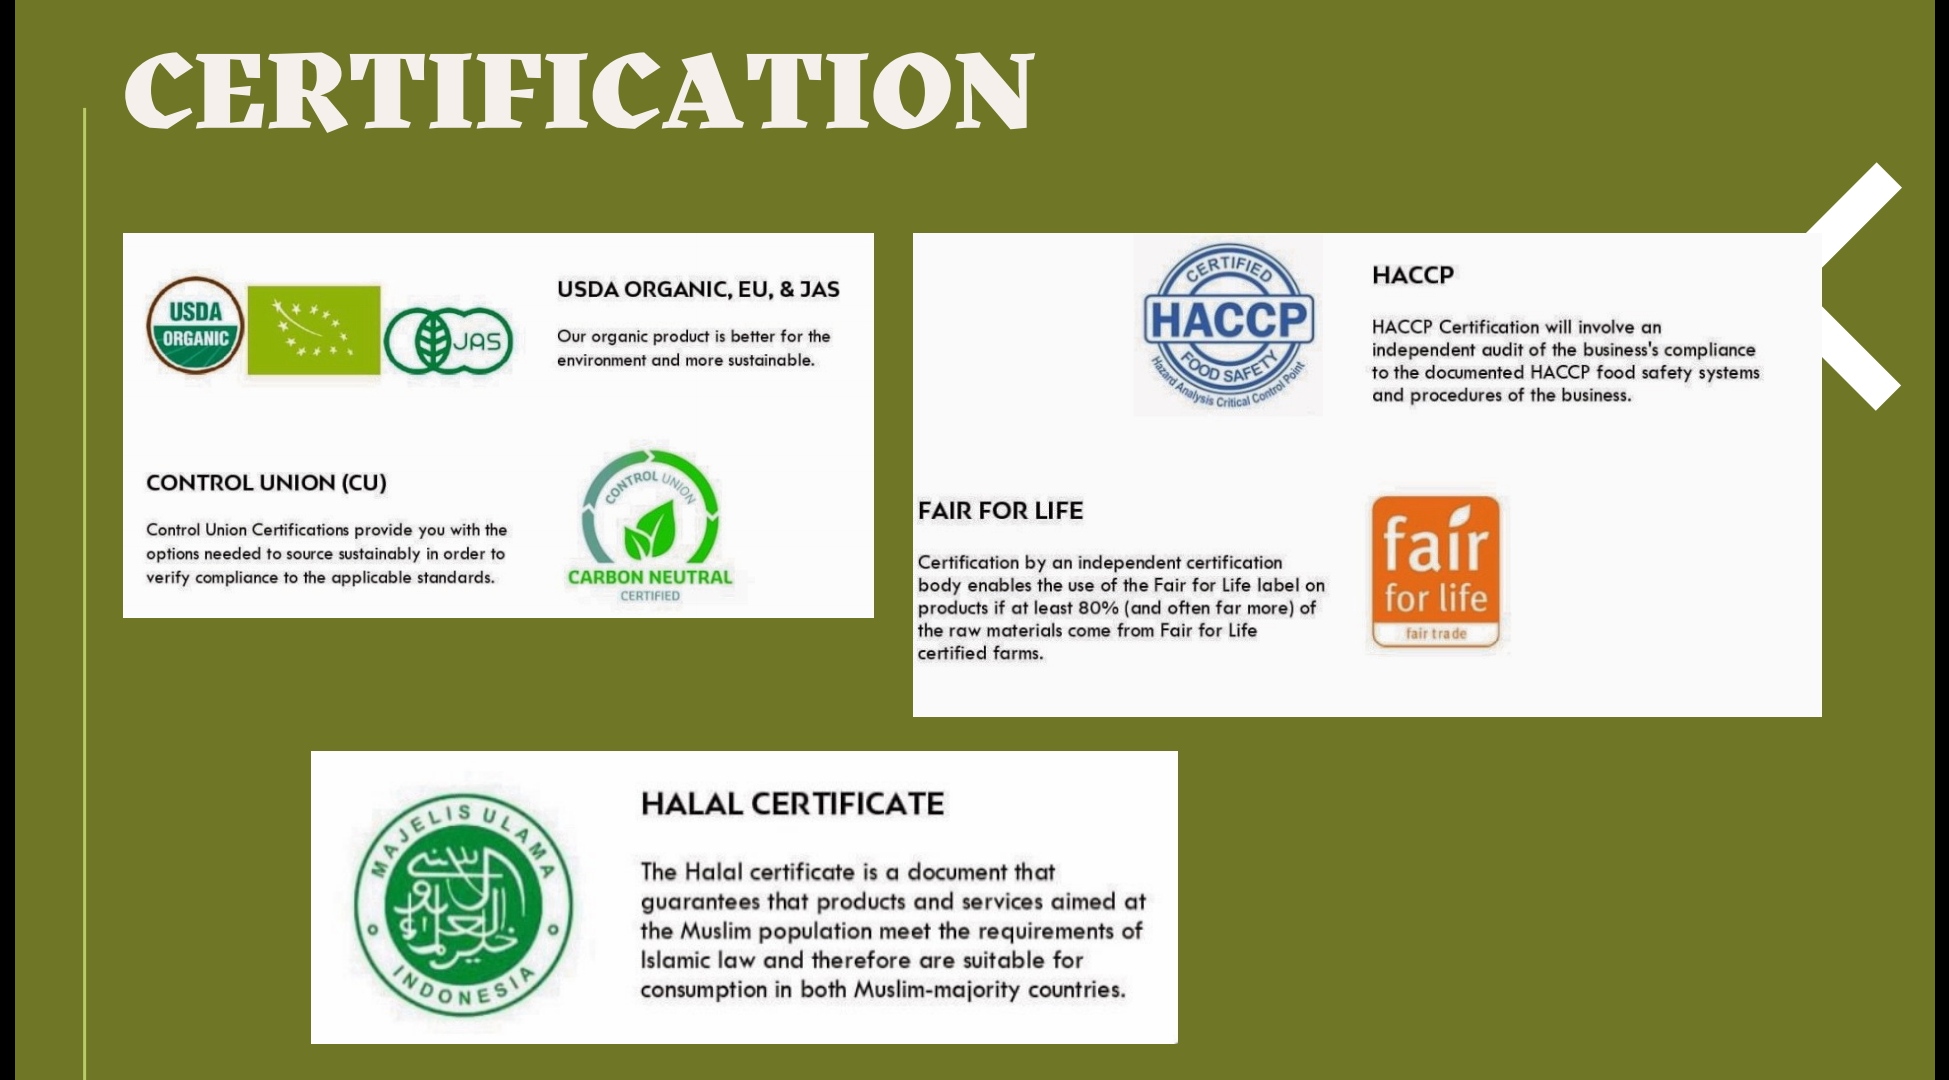 CERTIFICATION
USDA
ORGANIC
JAS
USDA ORGANIC, EU, & JAS
Our organic product is better for the
environment and more sustainable.
CONTROL UNION (CU)
Control Union Certifications provide you with the
options needed to source sustainably in order to
verify compliance to the applicable standards.
CONTROL UNION
CARBON NEUTRAL
CERTIFIED
CERTIFIED
HACCP
FOOD SAFETY
Hazard Analysis Critical Control Point
HACCP
HACCP Certification will involve an
independent audit of the business's compliance
to the documented HACCP food safety systems
and procedures of the business.
FAIR FOR LIFE
Certification by an independent certification
body enables the use of the Fair for Life label on
products if at least 80% (and often far more) of
the raw materials come from Fair for Life
certified farms.
fair
for life
fair trade
MAJELIS ULAMA
INDONESIA
HALAL CERTIFICATE
The Halal certificate is a document that
guarantees that products and services aimed at
the Muslim population meet the requirements of
Islamic law and therefore are suitable for
consumption in both Muslim-majority countries.